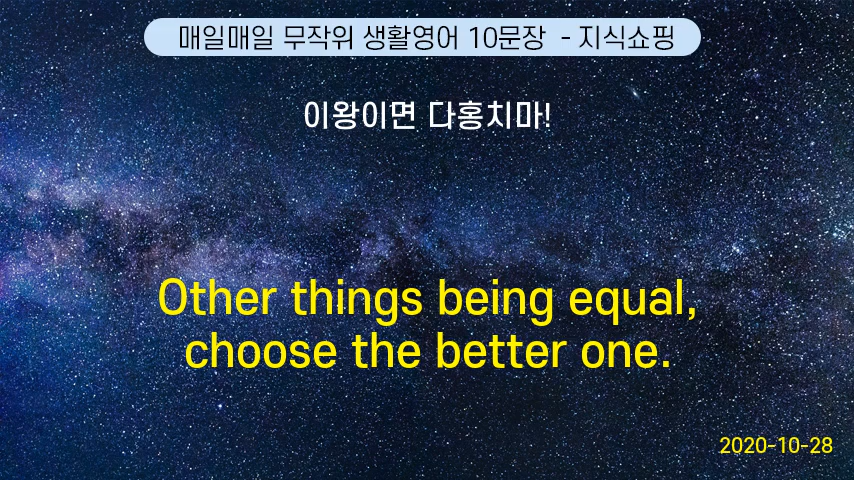 매일매일 무작위 생활영어 10문장 - 지식쇼핑
이왕이면 다홍치마!
Other things being equal,
choose the better one.
2020-10-28